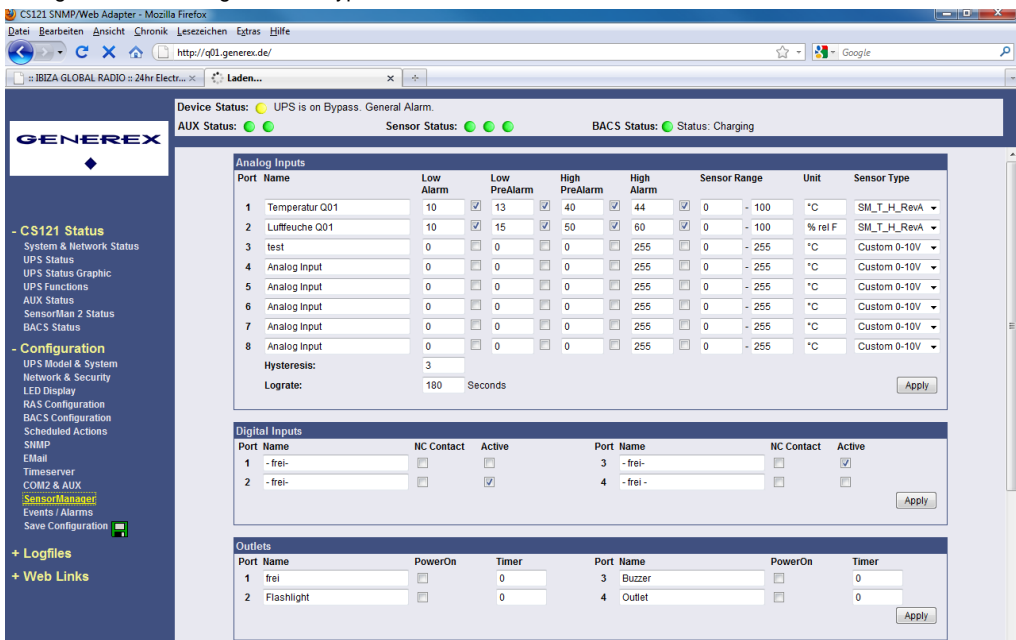 CS121 SNMP/Web Adapter - Mozilla Firefox
Datei Bearbeiten Ansicht Chronik Lesezeichen Extras Hilfe
http://q01.generex.de/
Google
:: IBIZA GLOBAL RADIO :: 24hr Electr...
Laden...
Device Status: UPS is on Bypass. General Alarm.
AUX Status: Sensor Status: BACS Status: Status: Charging
GENEREX
- CS121 Status
System & Network Status
UPS Status
UPS Status Graphic
UPS Functions
AUX Status
SensorMan 2 Status
BACS Status
- Configuration
UPS Model & System
Network & Security
LED Display
RAS Configuration
BACS Configuration
Scheduled Actions
SNMP
EMail
Timeserver
COM2 & AUX
SensorManager
Events / Alarms
Save Configuration
+ Logfiles
+ Web Links
Analog Inputs
Port Name Low Alarm Low PreAlarm High PreAlarm High Alarm Sensor Range Unit Sensor Type
1 Temperatur Q01 10 13 40 44 0 - 100 °C SM_T_H_RevA
2 Luftfeuche Q01 10 15 50 60 0 - 100 % rel F SM_T_H_RevA
3 test 0 0 0 255 0 - 255 °C Custom 0-10V
4 Analog Input 0 0 0 255 0 - 255 °C Custom 0-10V
5 Analog Input 0 0 0 255 0 - 255 °C Custom 0-10V
6 Analog Input 0 0 0 255 0 - 255 °C Custom 0-10V
7 Analog Input 0 0 0 255 0 - 255 °C Custom 0-10V
8 Analog Input 0 0 0 255 0 - 255 °C Custom 0-10V
Hysteresis: 3
Lograte: 180 Seconds
Apply
Digital Inputs
Port Name NC Contact Active Port Name NC Contact Active
1 - frei- 3 - frei-
2 - frei- 4 - frei -
Apply
Outlets
Port Name PowerOn Timer Port Name PowerOn Timer
1 frei 0 3 Buzzer 0
2 Flashlight 0 4 Outlet 0
Apply